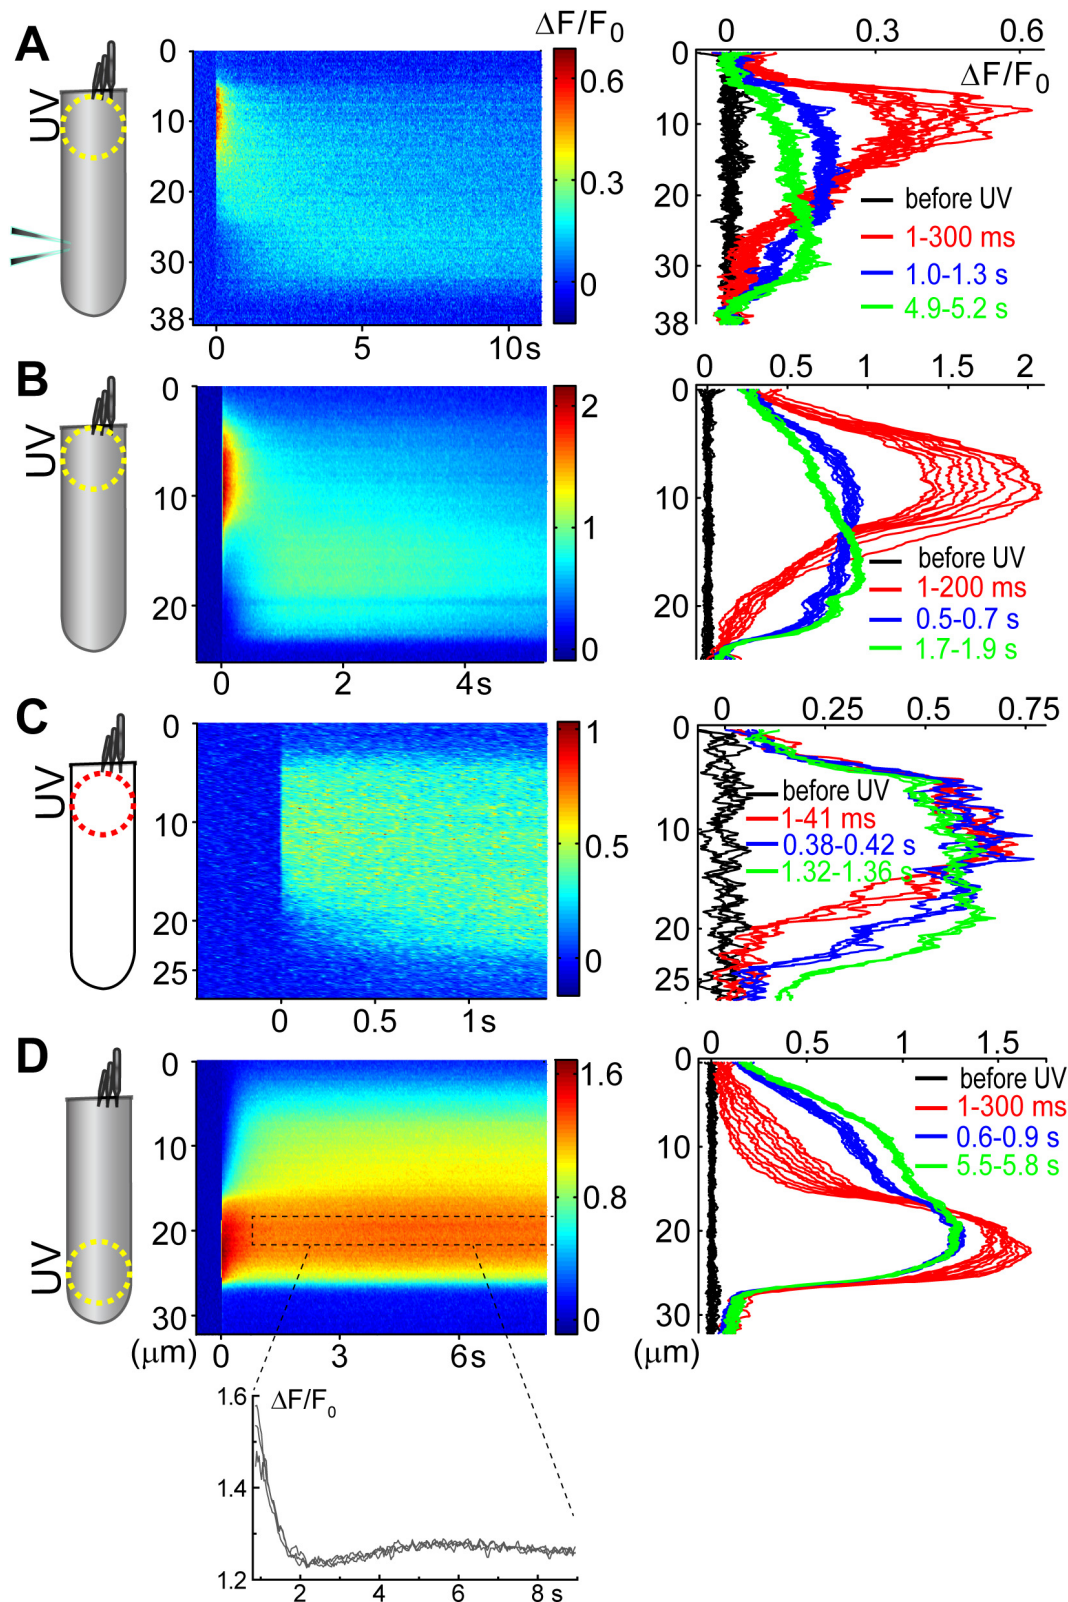 A
UV
ΔF/F0
0
10
20
30
38
0
5
10s
0.6
0.3
0
0
0.3
0.6
ΔF/F0
0
10
20
30
38
before UV
1-300 ms
1.0-1.3 s
4.9-5.2 s
B
UV
0
10
20
0
2
4s
2
1
0
0
0.5
1
1.5
2
0
10
20
before UV
1-200 ms
0.5-0.7 s
1.7-1.9 s
C
UV
0
10
20
25
0
0.5
1s
1
0.5
0
0
0.25
0.5
0.75
0
10
20
25
before UV
1-41 ms
0.38-0.42 s
1.32-1.36 s
D
UV
0
10
20
30
(μm)
0
3
6s
1.6
0.8
0
0
0.5
1
1.5
0
10
20
30
(μm)
before UV
1-300 ms
0.6-0.9 s
5.5-5.8 s
ΔF/F0
1.6
1.4
1.2
2
4
6
8 s